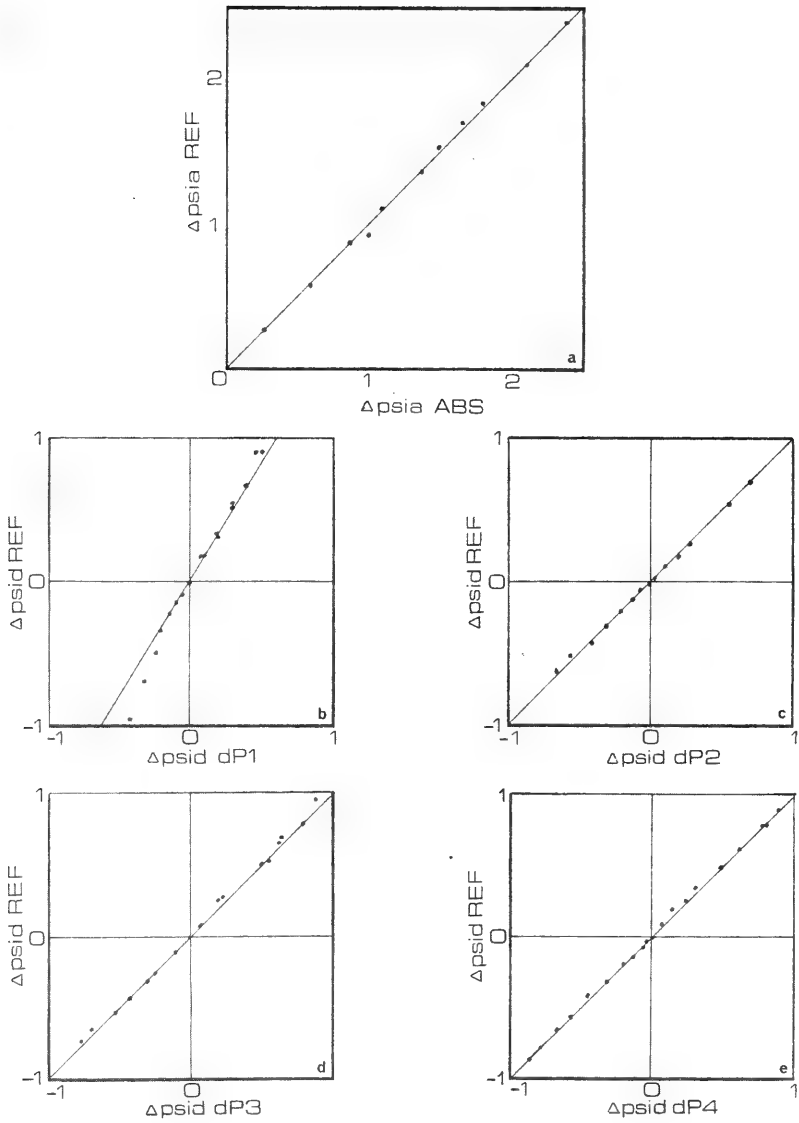 2
Δpsia REF
1
a
0
1
2
Δpsia ABS
1
Δpsid REF
0
b
-1
-1
0
1
Δpsid dP1
1
Δpsid REF
0
c
-1
-1
0
1
Δpsid dP2
1
Δpsid REF
0
d
-1
-1
0
1
Δpsid dP3
1
Δpsid REF
0
e
-1
-1
0
1
Δpsid dP4